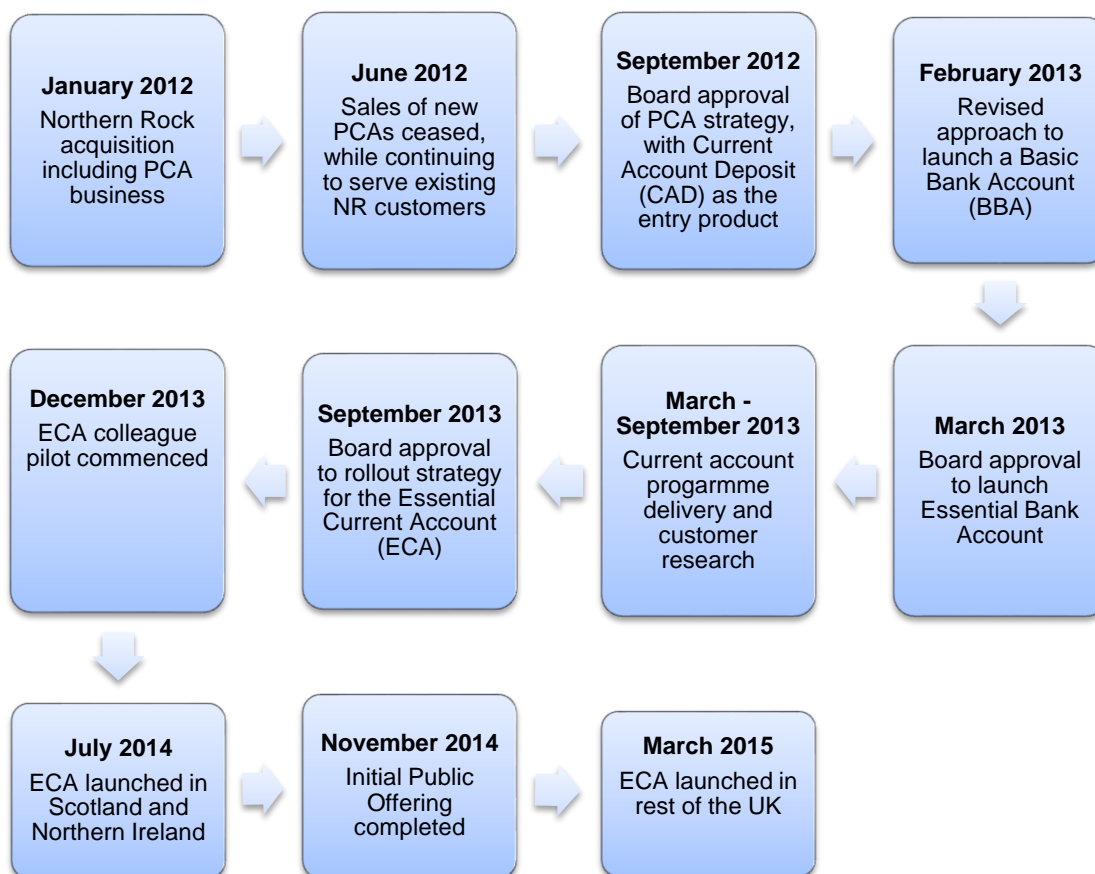 January 2012
Northern Rock
acquisition
including PCA
business
June 2012
Sales of new
PCAs ceased,
while continuing
to serve existing
NR customers
September 2012
Board approval
of PCA strategy,
with Current
Account Deposit
(CAD) as the
entry product
February 2013
Revised
approach to
launch a Basic
Bank Account
(BBA)
March 2013
Board approval
to launch
Essential Bank
Account
March -
September 2013
Current account
progarmme
delivery and
customer
research
September 2013
Board approval
to rollout strategy
for the Essential
Current Account
(ECA)
December 2013
ECA colleague
pilot commenced
July 2014
ECA launched in
Scotland and
Northern Ireland
November 2014
Initial Public
Offering
completed
March 2015
ECA launched in
rest of the UK